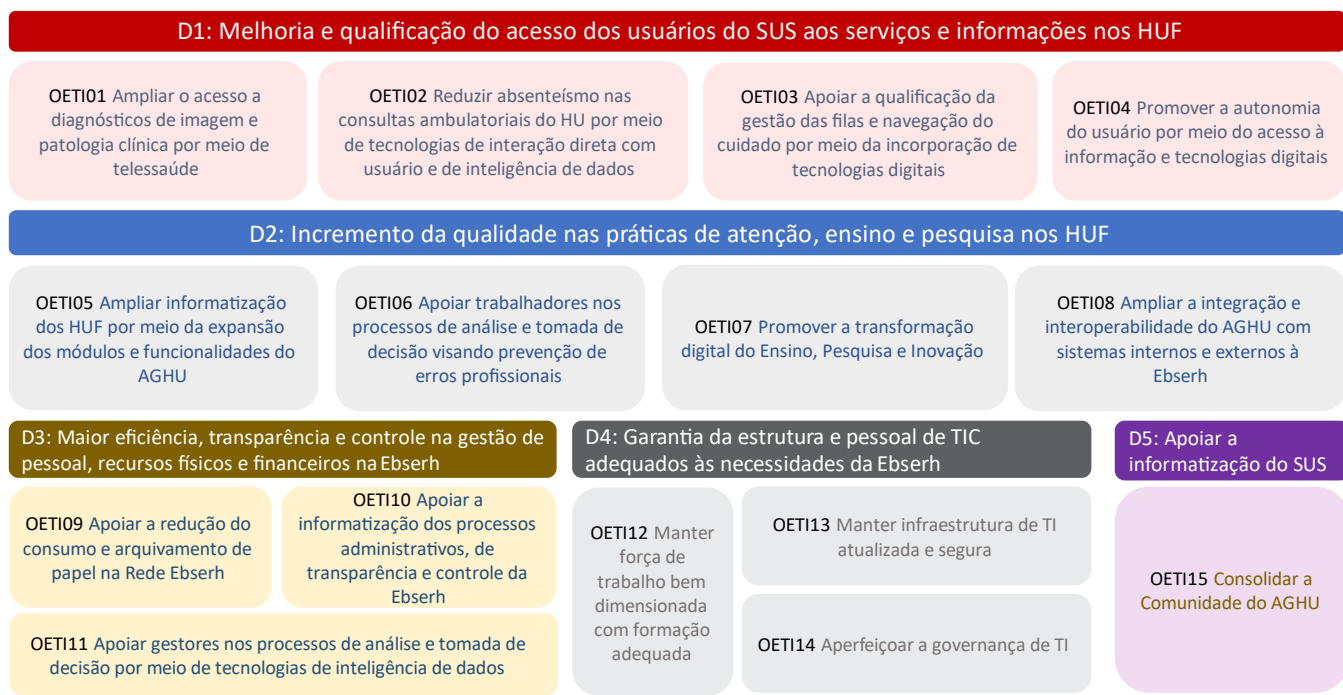 D1: Melhoria e qualificação do acesso dos usuários do SUS aos serviços e informações nos HUF
OETI01 Ampliar o acesso a
diagnósticos de imagem e
patologia clínica por meio de
telessaúde
OETI02 Reduzir absenteísmo nas
consultas ambulatoriais do HU por meio
de tecnologias de interação direta com
usuário e de inteligência de dados
OETI03 Apoiar a qualificação da
gestão das filas e navegação do
cuidado por meio da incorporação de
tecnologias digitais
OETI04 Promover a autonomia
do usuário por meio do acesso à
informação e tecnologias digitais
D2: Incremento da qualidade nas práticas de atenção, ensino e pesquisa nos HUF
OETI05 Ampliar informatização
dos HUF por meio da expansão
dos módulos e funcionalidades do
AGHU
OETI06 Apoiar trabalhadores nos
processos de análise e tomada de
decisão visando prevenção de
erros profissionais
OETI07 Promover a transformação
digital do Ensino, Pesquisa e Inovação
OETI08 Ampliar a integração e
interoperabilidade do AGHU com
sistemas internos e externos à
Ebserh
D3: Maior eficiência, transparência e controle na gestão de
pessoal, recursos físicos e financeiros na Ebserh
OETI09 Apoiar a redução do
consumo e arquivamento de
papel na Rede Ebserh
OETI10 Apoiar a
informatização dos processos
administrativos, de
transparência e controle da
Ebserh
OETI11 Apoiar gestores nos processos de análise e tomada de
decisão por meio de tecnologias de inteligência de dados
D4: Garantia da estrutura e pessoal de TIC
adequados às necessidades da Ebserh
OETI12 Manter
força de
trabalho bem
dimensionada
com formação
adequada
OETI13 Manter infraestrutura de TI
atualizada e segura
OETI14 Aperfeiçoar a governança de TI
D5: Apoiar a
informatização do SUS
OETI15 Consolidar a
Comunidade do AGHU